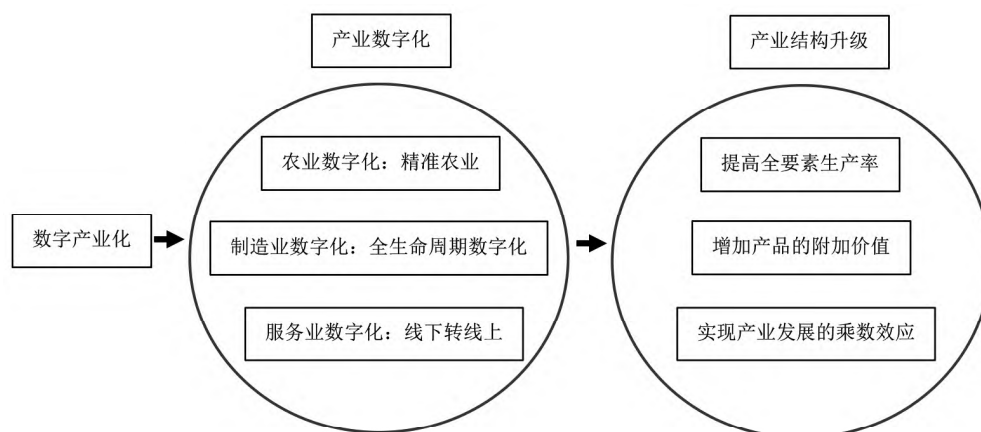 产业数字化
产业结构升级
农业数字化：精准农业
提高全要素生产率
数字产业化
制造业数字化：全生命周期数字化
增加产品的附加价值
服务业数字化：线下转线上
实现产业发展的乘数效应